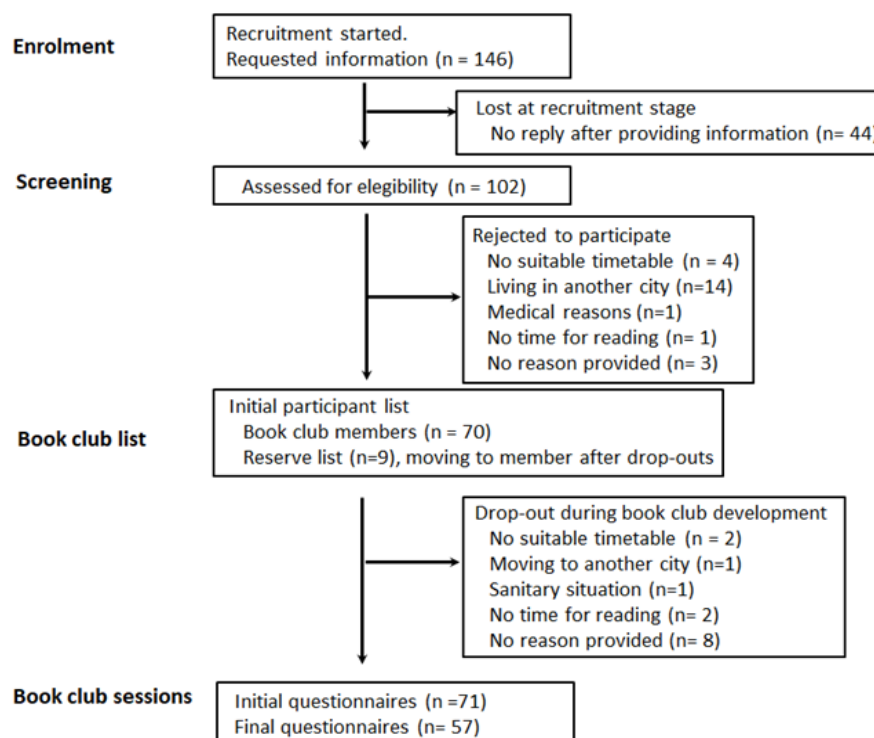 Enrolment
Recruitment started.
Requested information (n = 146)
Lost at recruitment stage
No reply after providing information (n= 44)
Screening
Assessed for elegibility (n = 102)
Rejected to participate
No suitable timetable (n = 4)
Living in another city (n=14)
Medical reasons (n=1)
No time for reading (n= 1)
No reason provided (n= 3)
Book club list
Initial participant list
Book club members (n = 70)
Reserve list (n=9), moving to member after drop-outs
Drop-out during book club development
No suitable timetable (n = 2)
Moving to another city (n=1)
Sanitary situation (n=1)
No time for reading (n= 2)
No reason provided (n= 8)
Book club sessions
Initial questionnaires (n =71)
Final questionnaires (n= 57)